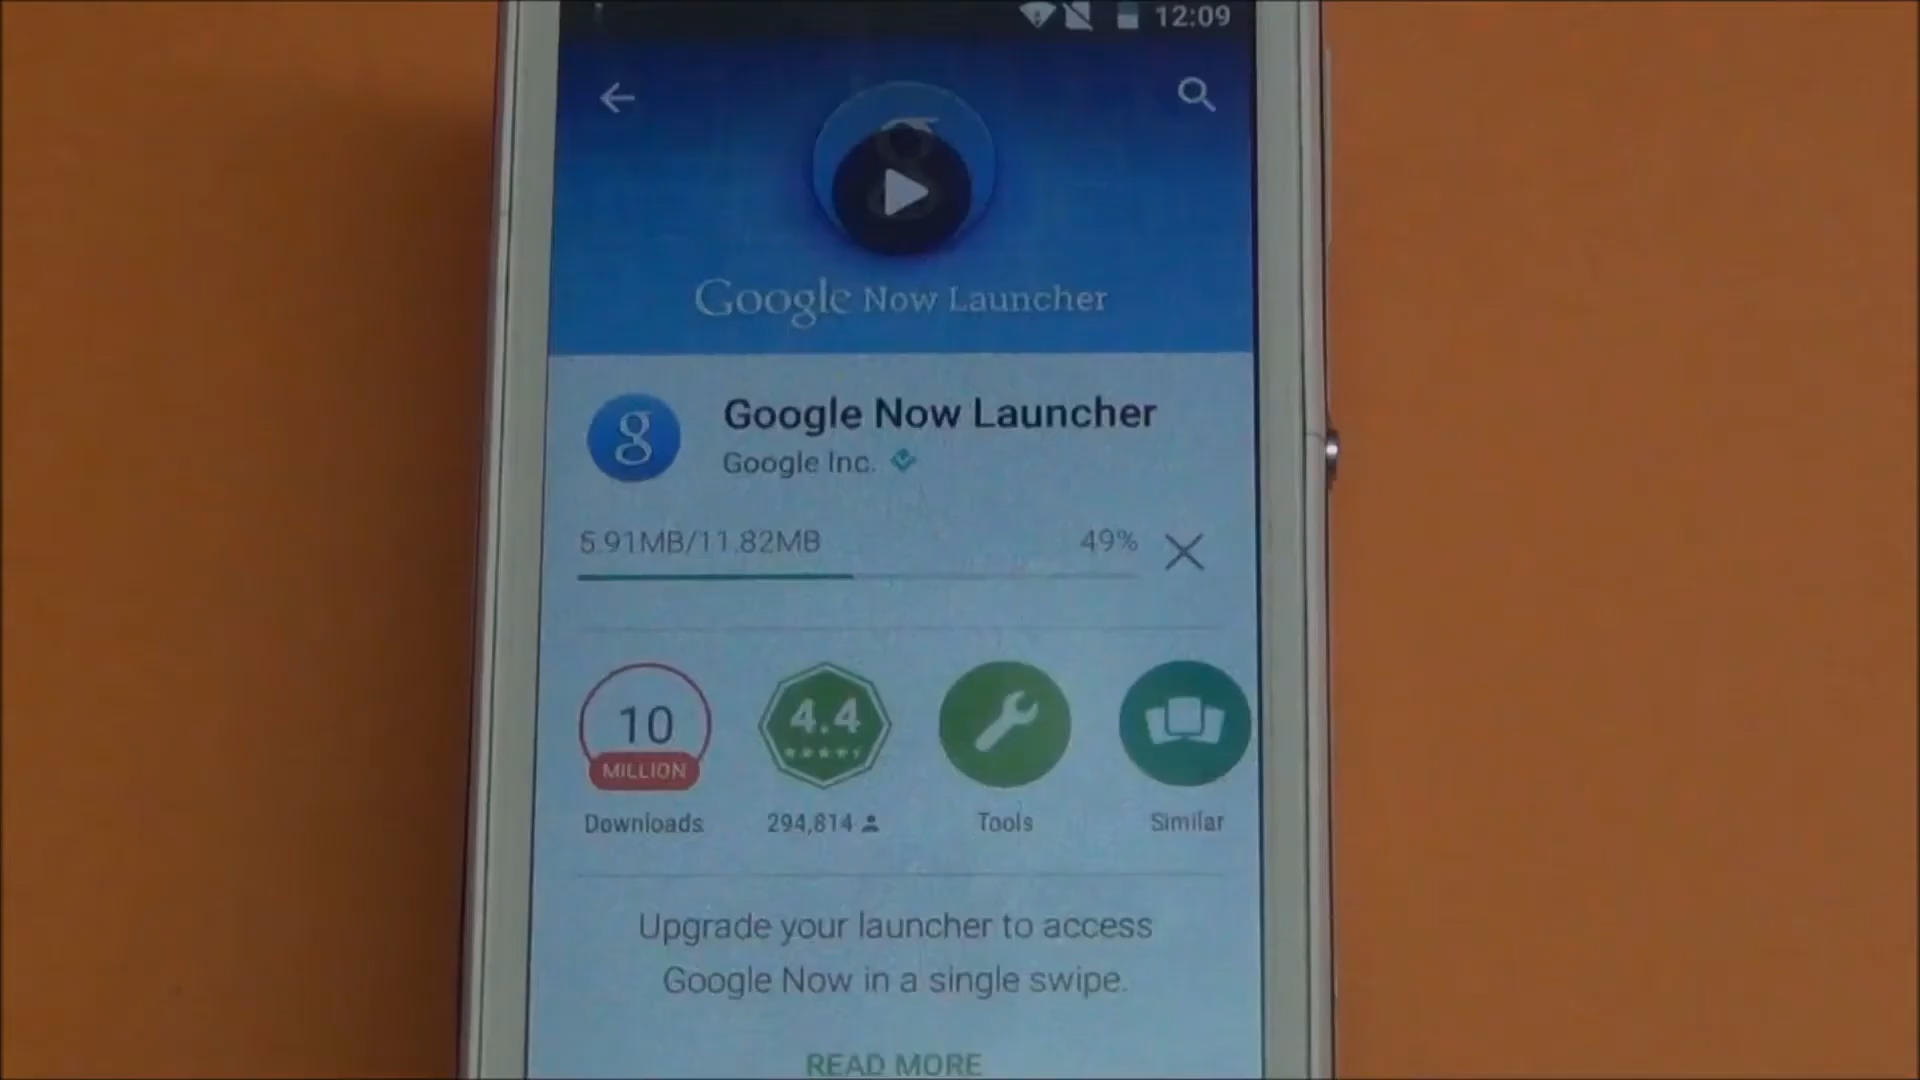 12:09
Google Now Launcher
g
Google Now Launcher
Google Inc.
5.91MB/11.82MB 49%
10
MILLION
4.4
Downloads 294,814 Tools Similar
Upgrade your launcher to access
Google Now in a single swipe.
READ MORE